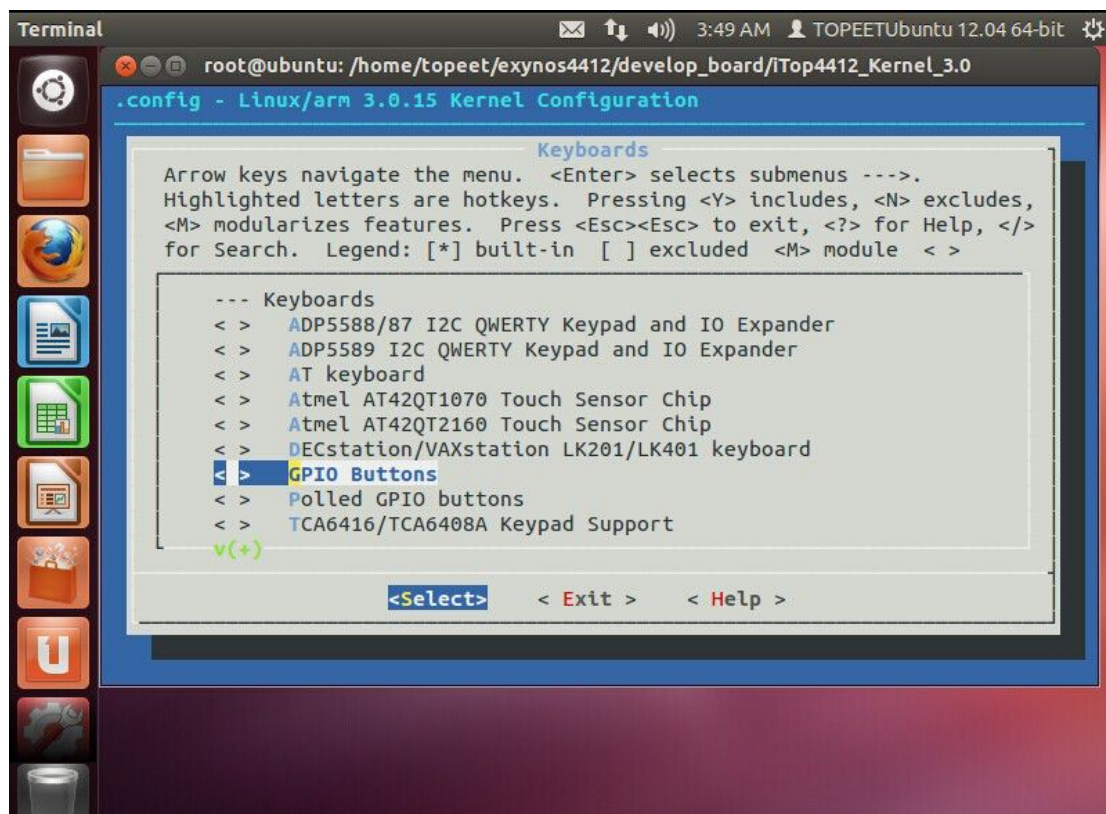 Terminal 3:49 AM TOPEETUbuntu 12.04 64-bit
root@ubuntu: /home/topeet/exynos4412/develop_board/iTop4412_Kernel_3.0
.config - Linux/arm 3.0.15 Kernel Configuration
Keyboards
Arrow keys navigate the menu. <Enter> selects submenus --->.
Highlighted letters are hotkeys. Pressing <Y> includes, <N> excludes,
<M> modularizes features. Press <Esc><Esc> to exit, <?> for Help, </>
for Search. Legend: [*] built-in [ ] excluded <M> module < >
--- Keyboards
< > ADP5588/87 I2C QWERTY Keypad and IO Expander
< > ADP5589 I2C QWERTY Keypad and IO Expander
< > AT keyboard
< > Atmel AT42QT1070 Touch Sensor Chip
< > Atmel AT42QT2160 Touch Sensor Chip
< > DECstation/VAXstation LK201/LK401 keyboard
< > GPIO Buttons
< > Polled GPIO buttons
< > TCA6416/TCA6408A Keypad Support
v(+)
<Select> < Exit > < Help >